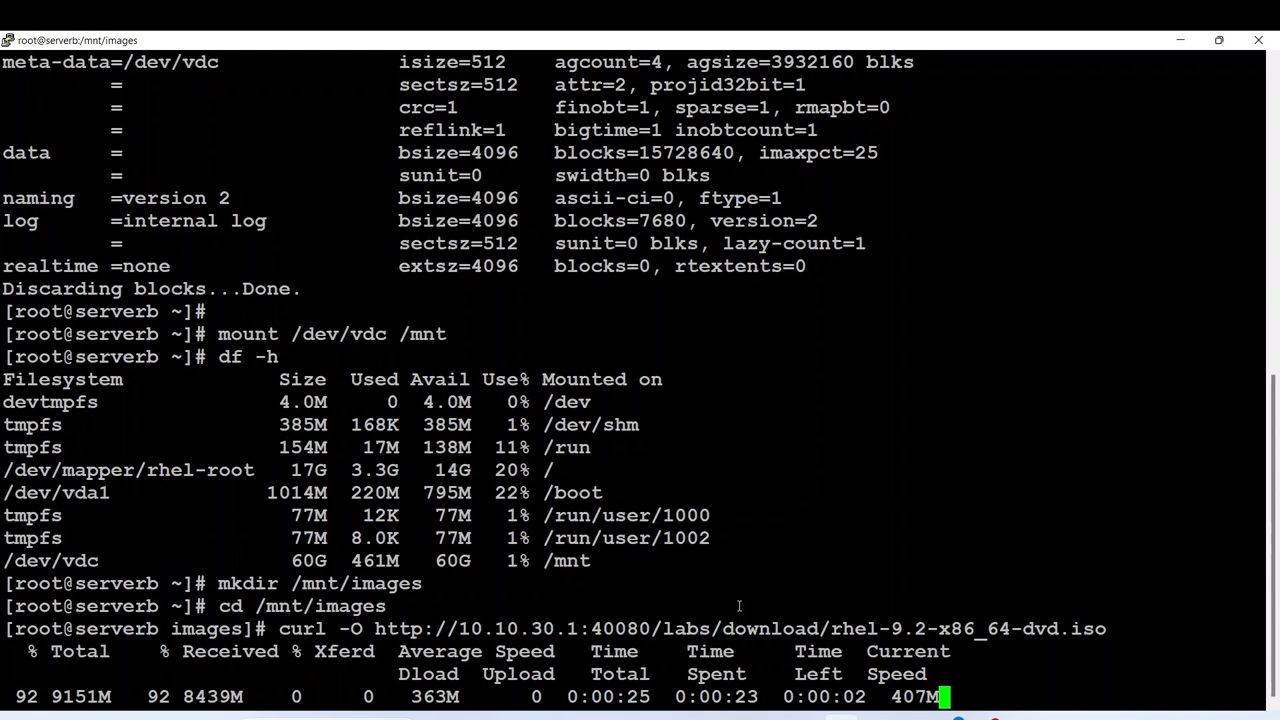 root@serverb:/mnt/images
meta-data=/dev/vdc               isize=512    agcount=4, agsize=3932160 blks
         =                       sectsz=512   attr=2, projid32bit=1
         =                       crc=1        finobt=1, sparse=1, rmapbt=0
         =                       reflink=1    bigtime=1 inobtcount=1
data     =                       bsize=4096   blocks=15728640, imaxpct=25
         =                       sunit=0      swidth=0 blks
naming   =version 2              bsize=4096   ascii-ci=0, ftype=1
log      =internal log           bsize=4096   blocks=7680, version=2
         =                       sectsz=512   sunit=0 blks, lazy-count=1
realtime =none                   extsz=4096   blocks=0, rtextents=0
Discarding blocks...Done.
[root@serverb ~]#
[root@serverb ~]# mount /dev/vdc /mnt
[root@serverb ~]# df -h
Filesystem             Size  Used Avail Use% Mounted on
devtmpfs               4.0M     0  4.0M   0% /dev
tmpfs                  385M  168K  385M   1% /dev/shm
tmpfs                  154M   17M  138M  11% /run
/dev/mapper/rhel-root   17G  3.3G   14G  20% /
/dev/vda1             1014M  220M  795M  22% /boot
tmpfs                   77M   12K   77M   1% /run/user/1000
tmpfs                   77M  8.0K   77M   1% /run/user/1002
/dev/vdc                60G  461M   60G   1% /mnt
[root@serverb ~]# mkdir /mnt/images
[root@serverb ~]# cd /mnt/images
[root@serverb images]# curl -O http://10.10.30.1:40080/labs/download/rhel-9.2-x86_64-dvd.iso
  % Total    % Received % Xferd  Average Speed   Time    Time     Time  Current
                                 Dload  Upload   Total   Spent    Left  Speed
 92 9151M   92 8439M    0     0   363M      0  0:00:25  0:00:23  0:00:02  407M